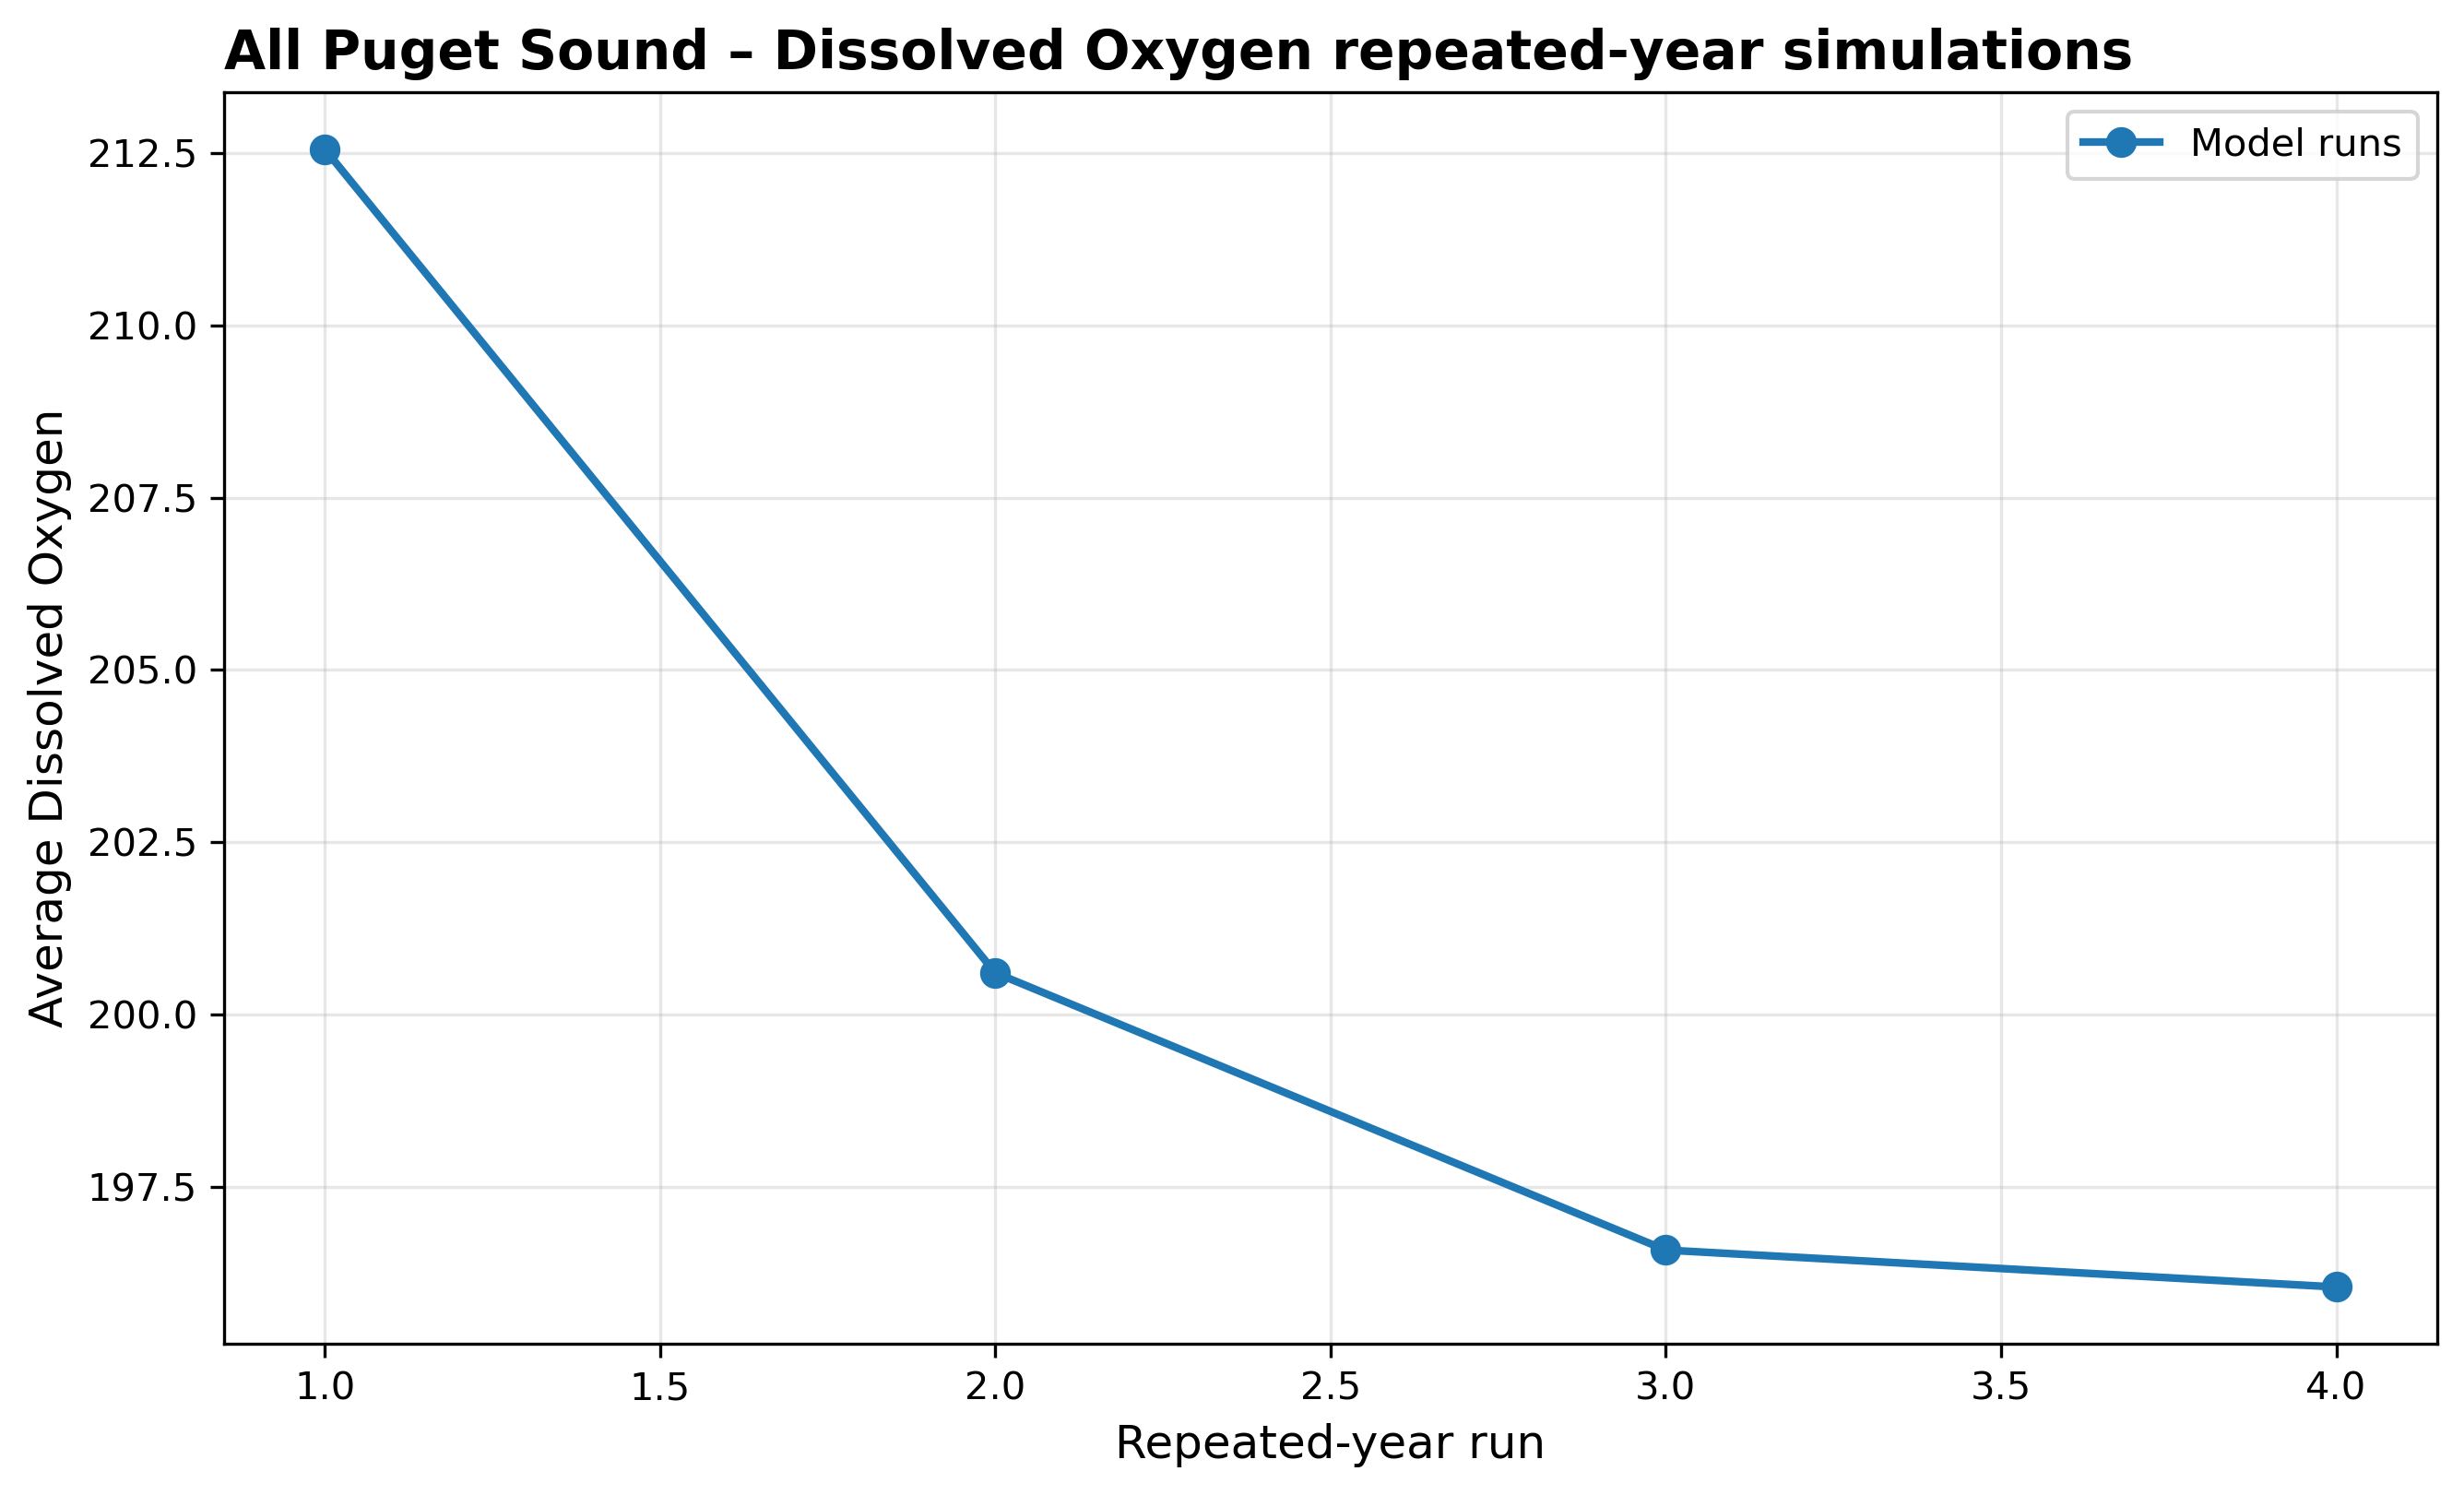 All Puget Sound – Dissolved Oxygen repeated-year simulations
Model runs
Average Dissolved Oxygen
212.5
210.0
207.5
205.0
202.5
200.0
197.5
1.0 1.5 2.0 2.5 3.0 3.5 4.0
Repeated-year run